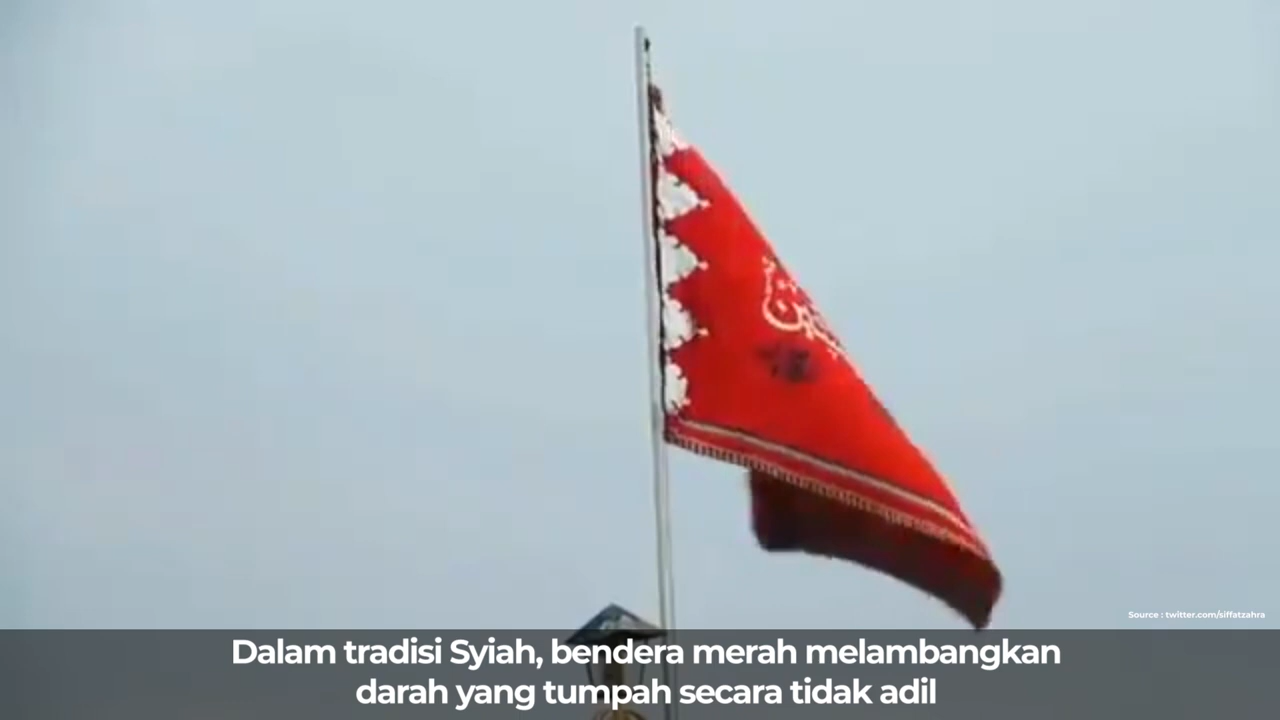 Source : twitter.com/siffatzahra
Dalam tradisi Syiah, bendera merah melambangkan
darah yang tumpah secara tidak adil